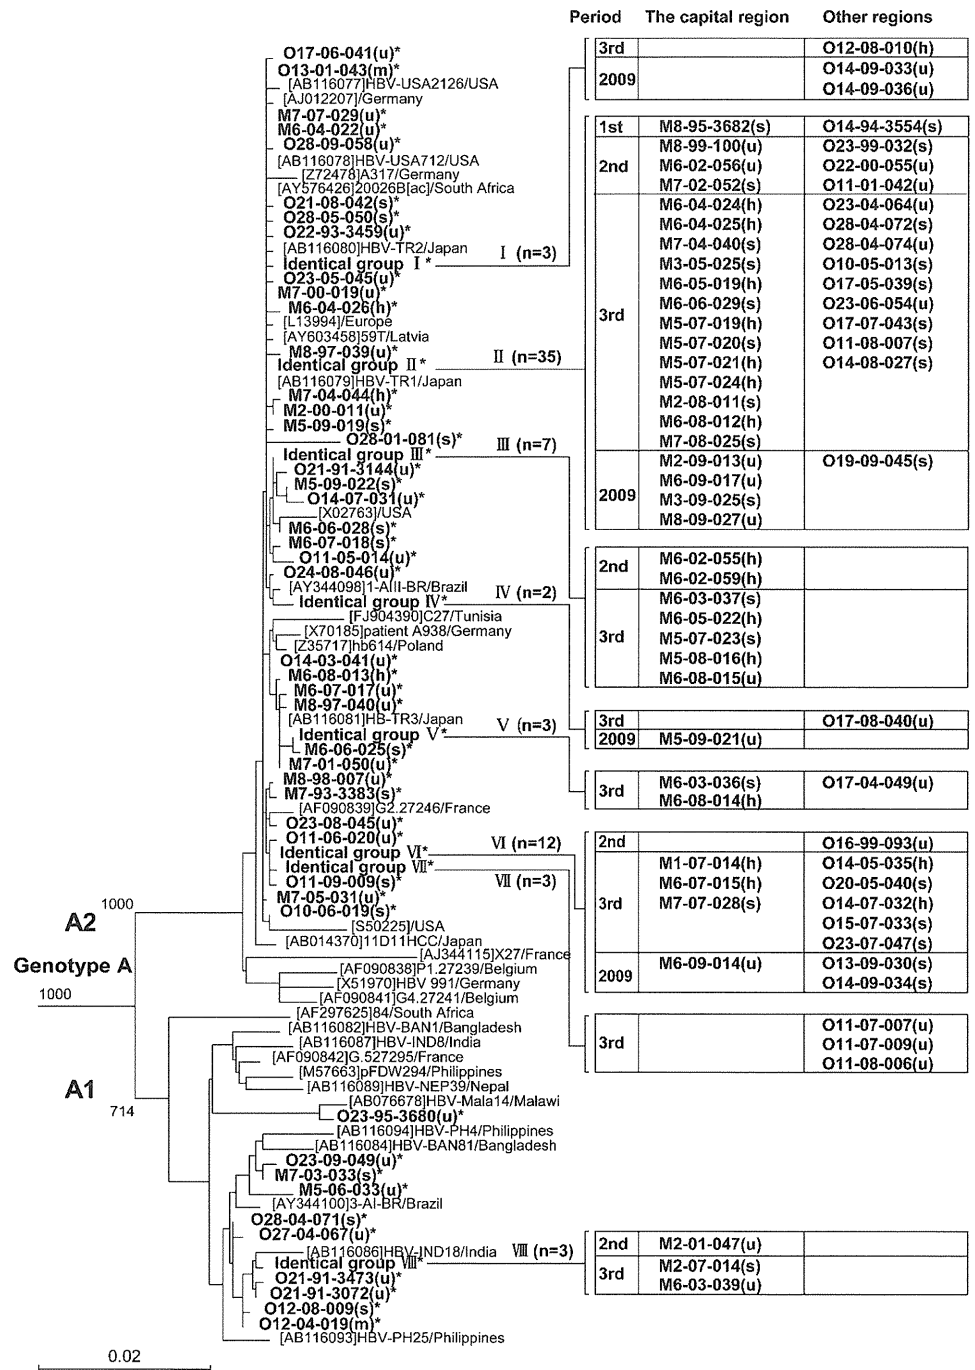 Period The capital region Other regions
O17-06-041(u)*
O13-01-043(m)*
[AB116077]HBV-USA2126/USA
[AJ012207]/Germany
M7-07-029(u)*
M6-04-022(u)*
O28-09-058(u)*
[AB116078]HBV-USA712/USA
[Z72478]A317/Germany
[AY576426]20026B[ac]/South Africa
O21-08-042(s)*
O28-05-050(s)*
O22-93-3459(u)*
[AB116080]HBV-TR2/Japan
Identical group Ⅰ*
O23-05-045(u)*
M7-00-019(u)*
M6-04-026(h)*
[L13994]/Europe
[AY603458]59T/Latvia
M8-97-039(u)*
Identical group Ⅱ*
[AB116079]HBV-TR1/Japan
M7-04-044(h)*
M2-00-011(u)*
M5-09-019(s)*
O28-01-081(s)*
Identical group Ⅲ*
O21-91-3144(u)*
M5-09-022(s)*
O14-07-031(u)*
[X02763]/USA
M6-06-028(s)*
M6-07-018(s)*
O11-05-014(u)*
O24-08-046(u)*
[AY344098]1-AIII-BR/Brazil
Identical group Ⅳ*
[FJ904390]C27/Tunisia
[X70185]patient A938/Germany
[Z35717]hb614/Poland
O14-03-041(u)*
M6-08-013(h)*
M6-07-017(u)*
M8-97-040(u)*
[AB116081]HB-TR3/Japan
Identical group Ⅴ*
M6-06-025(s)*
M7-01-050(u)*
M8-98-007(u)*
M7-93-3383(s)*
[AF090839]G2.27246/France
O23-08-045(u)*
O11-06-020(u)*
Identical group Ⅵ*
Identical group Ⅶ*
O11-09-009(s)*
M7-05-031(u)*
O10-06-019(s)*
[S50225]/USA
[AB014370]11D11HCC/Japan
[AJ344115]X27/France
[AF090838]P1.27239/Belgium
[X51970]HBV 991/Germany
[AF090841]G4.27241/Belgium
[AF297625]84/South Africa
[AB116082]HBV-BAN1/Bangladesh
[AB116087]HBV-IND8/India
[AF090842]G.527295/France
[M57663]pFDW294/Philippines
[AB116089]HBV-NEP39/Nepal
[AB076678]HBV-Mala14/Malawi
O23-95-3680(u)*
[AB116094]HBV-PH4/Philippines
[AB116084]HBV-BAN81/Bangladesh
O23-09-049(u)*
M7-03-033(s)*
M5-06-033(u)*
[AY344100]3-AI-BR/Brazil
O28-04-071(s)*
O27-04-067(u)*
[AB116086]HBV-IND18/India
Identical group Ⅷ*
O21-91-3473(u)*
O21-91-3072(u)*
O12-08-009(s)*
O12-04-019(m)*
[AB116093]HBV-PH25/Philippines
1000
A2
Genotype A
1000
A1
714
0.02
Ⅰ (n=3)
3rd O12-08-010(h)
2009 O14-09-033(u)
O14-09-036(u)
Ⅱ (n=35)
1st M8-95-3682(s) O14-94-3554(s)
M8-99-100(u) O23-99-032(s)
2nd M6-02-056(u) O22-00-055(u)
M7-02-052(s) O11-01-042(u)
M6-04-024(h) O23-04-064(u)
M6-04-025(h) O28-04-072(s)
M7-04-040(s) O28-04-074(u)
M3-05-025(s) O10-05-013(s)
M6-05-019(h) O17-05-039(s)
3rd M6-06-029(s) O23-06-054(u)
M5-07-019(h) O17-07-043(s)
M5-07-020(s) O11-08-007(s)
M5-07-021(h) O14-08-027(s)
M5-07-024(h)
M2-08-011(s)
M6-08-012(h)
M7-08-025(s)
M2-09-013(u) O19-09-045(s)
2009 M6-09-017(u)
M3-09-025(s)
M8-09-027(u)
Ⅲ (n=7)
2nd M6-02-055(h)
M6-02-059(h)
M6-03-037(s)
M6-05-022(h)
3rd M5-07-023(s)
M5-08-016(h)
M6-08-015(u)
Ⅳ (n=2)
3rd O17-08-040(u)
2009 M5-09-021(u)
Ⅴ (n=3)
3rd M6-03-036(s) O17-04-049(u)
M6-08-014(h)
Ⅵ (n=12)
2nd O16-99-093(u)
M1-07-014(h) O14-05-035(h)
M6-07-015(h) O20-05-040(s)
3rd M7-07-028(s) O14-07-032(h)
O15-07-033(s)
O23-07-047(s)
2009 M6-09-014(u) O13-09-030(s)
O14-09-034(s)
Ⅶ (n=3)
O11-07-007(u)
3rd O11-07-009(u)
O11-08-006(u)
Ⅷ (n=3)
2nd M2-01-047(u)
3rd M2-07-014(s)
M6-03-039(u)